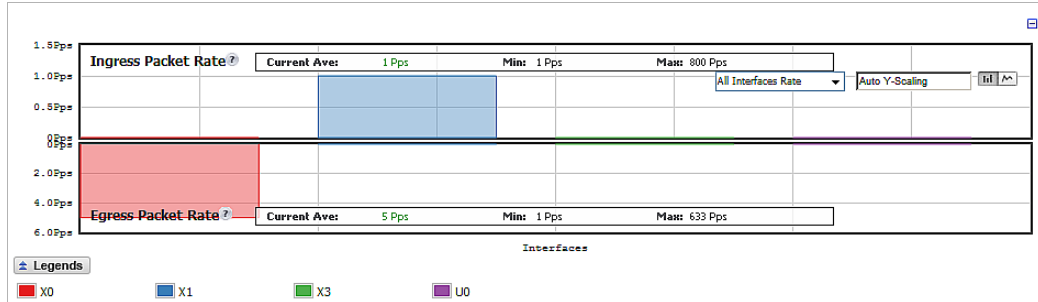 1.5Pps
Ingress Packet Rate ? Current Ave: 1 Pps Min: 1 Pps Max: 800 Pps
1.0Pps
All Interfaces Rate Auto Y-Scaling
0.5Pps
0Pps
0Pps
2.0Pps
4.0Pps
Egress Packet Rate ? Current Ave: 5 Pps Min: 1 Pps Max: 633 Pps
6.0Pps
Interfaces
Legends
X0 X1 X3 U0